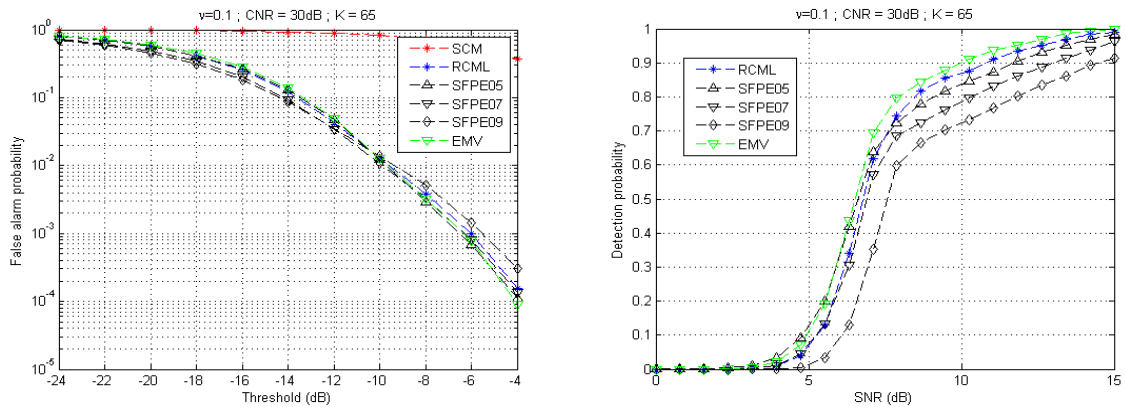 ν=0.1 ; CNR = 30dB ; K = 65
10^0
10^-1
10^-2
10^-3
10^-4
10^-5
False alarm probability
SCM
RCML
SFPE05
SFPE07
SFPE09
EMV
-24 -22 -20 -18 -16 -14 -12 -10 -8 -6 -4
Threshold (dB)
ν=0.1 ; CNR = 30dB ; K = 65
1
0.9
0.8
0.7
0.6
0.5
0.4
0.3
0.2
0.1
0
Detection probability
RCML
SFPE05
SFPE07
SFPE09
EMV
0 5 10 15
SNR (dB)